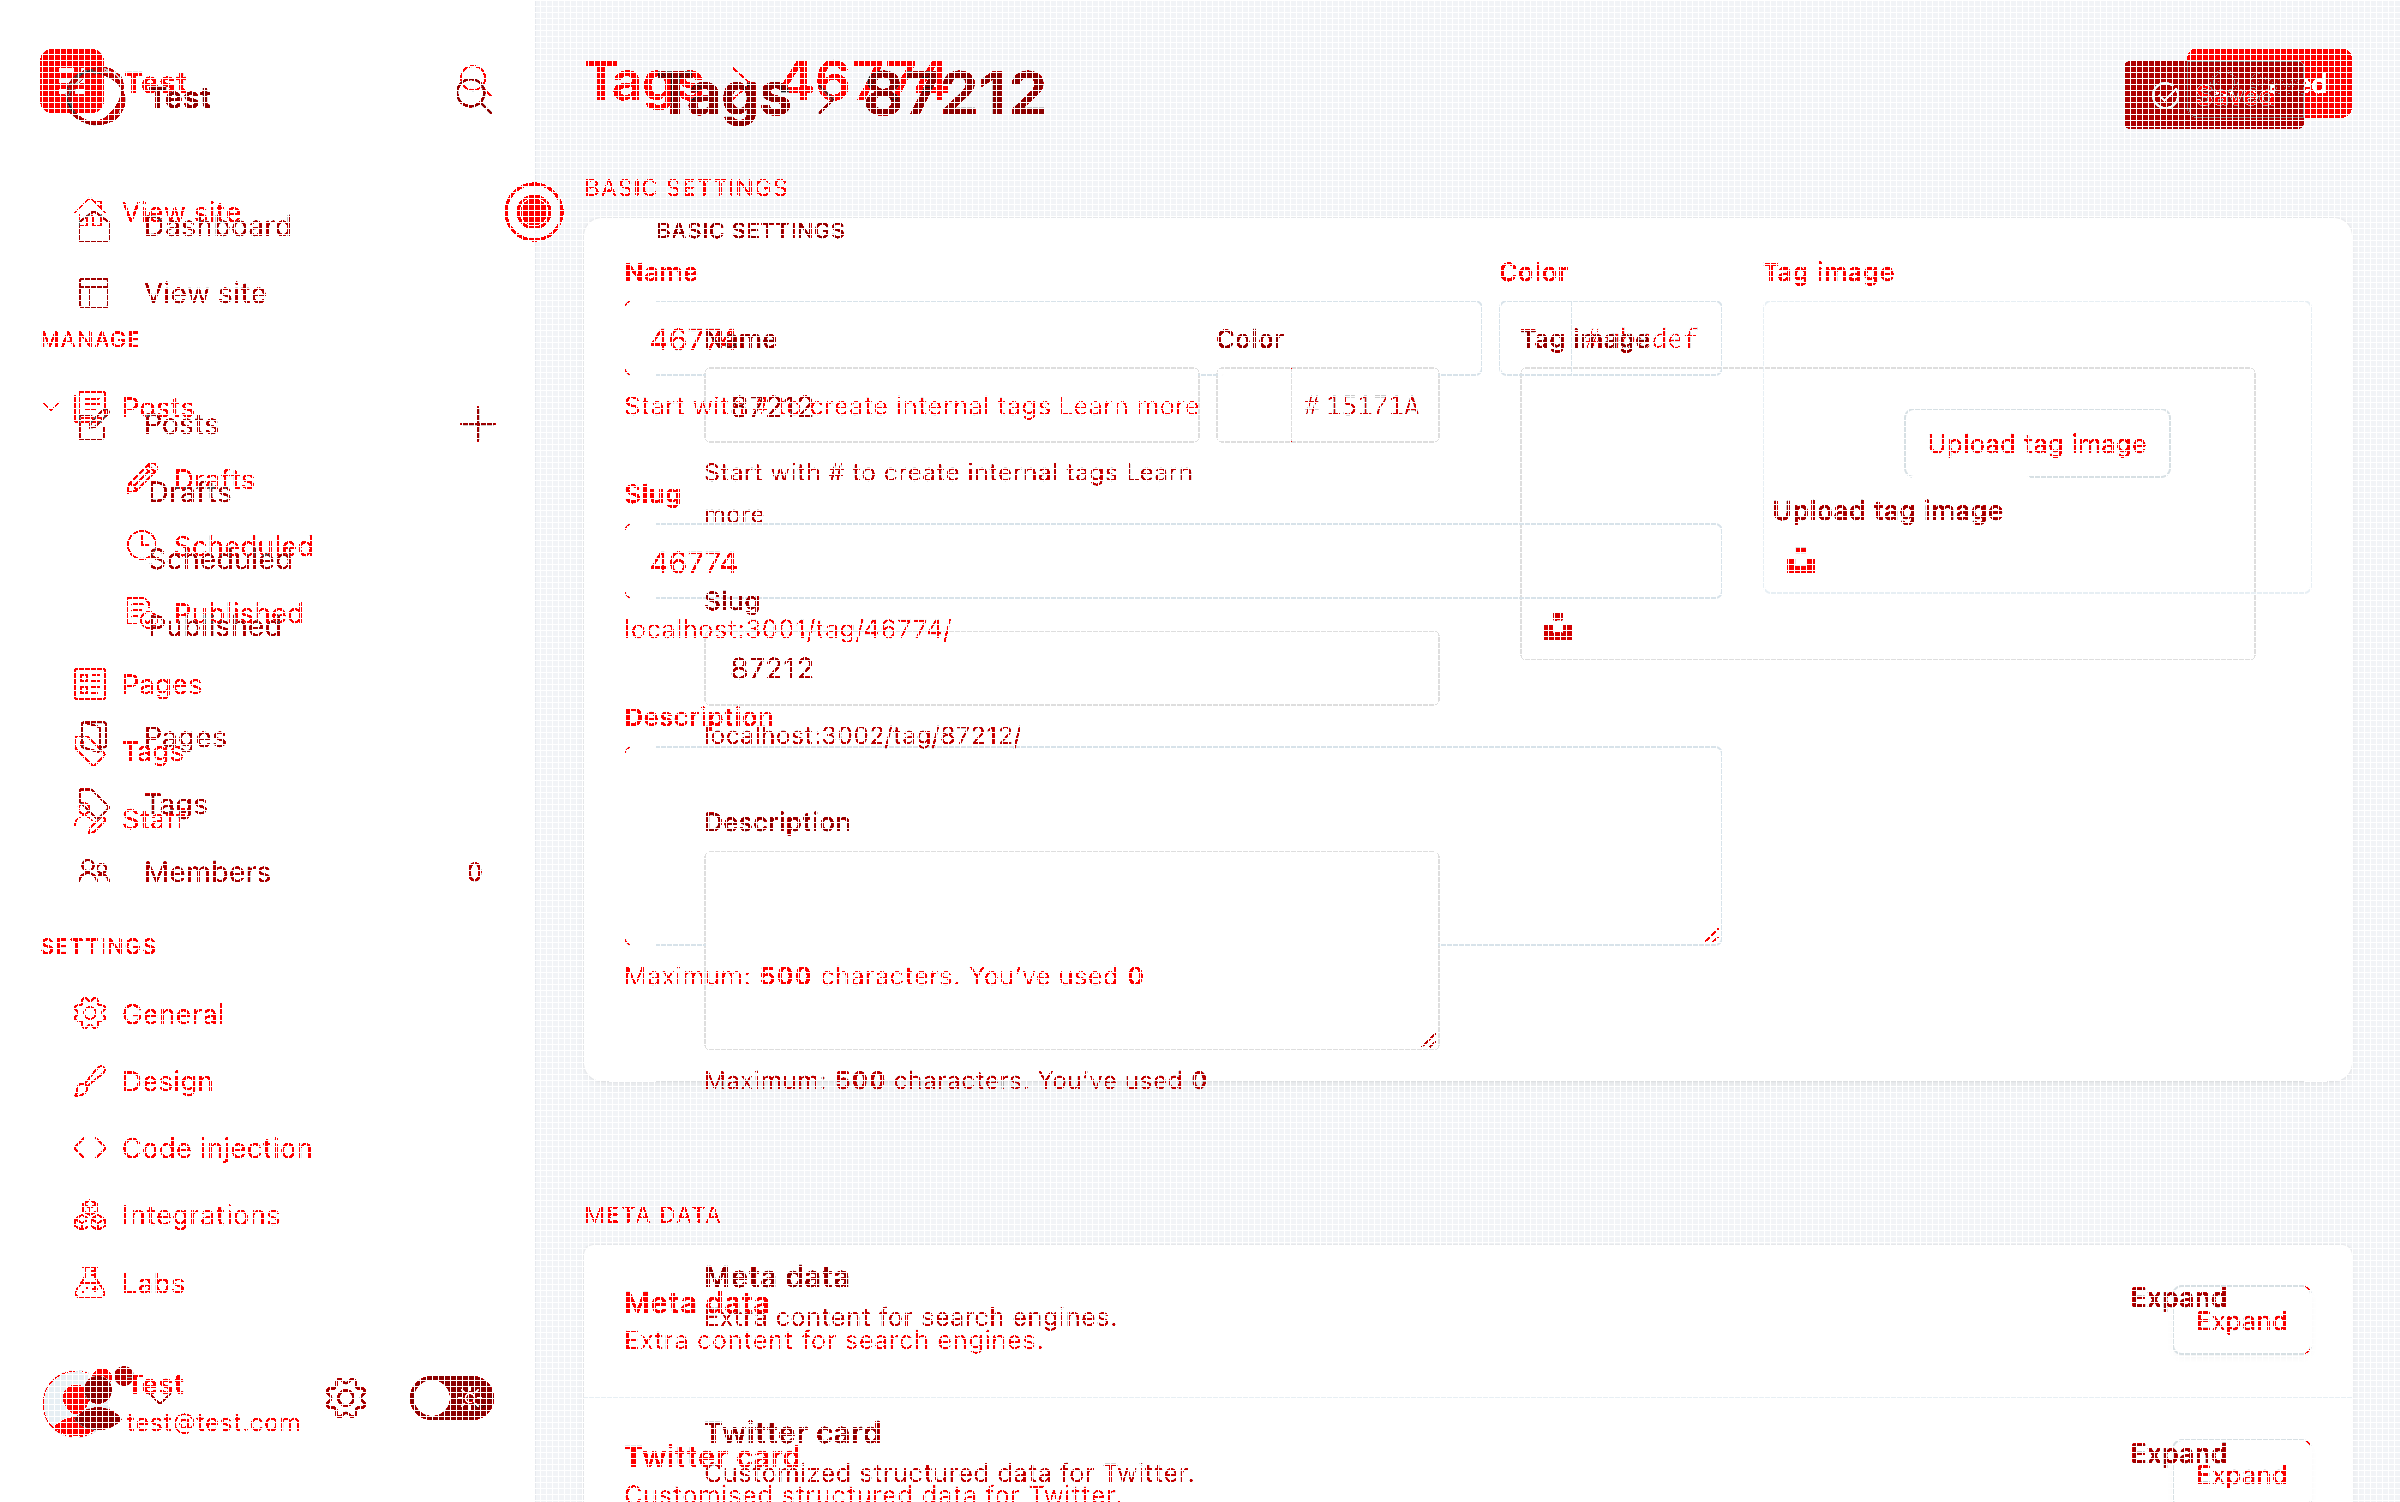 Test
Test
Tags > 46774
Tags > 87212
BASIC SETTINGS
BASIC SETTINGS
View site
Dashboard
View site
MANAGE
Posts
Posts
Drafts
Drafts
Scheduled
Scheduled
Published
Published
Pages
Pages
Tags
Tags
Staff
Members 0
SETTINGS
General
Design
Code injection
Integrations
Labs
Test
test@test.com
Name
Color
Tag image
Name
Color
Tag image
87212
# 15171A
Start with # to create internal tags Learn more
Start with # to create internal tags Learn
more
Upload tag image
Upload tag image
Slug
46774
Slug
localhost:3001/tag/46774/
87212
Description
localhost:3002/tag/87212/
Description
Maximum: 500 characters. You've used 0
Maximum: 500 characters. You've used 0
META DATA
Meta data
Meta data
Extra content for search engines.
Extra content for search engines.
Expand
Expand
Twitter card
Twitter card
Customized structured data for Twitter.
Customised structured data for Twitter.
Expand
Expand